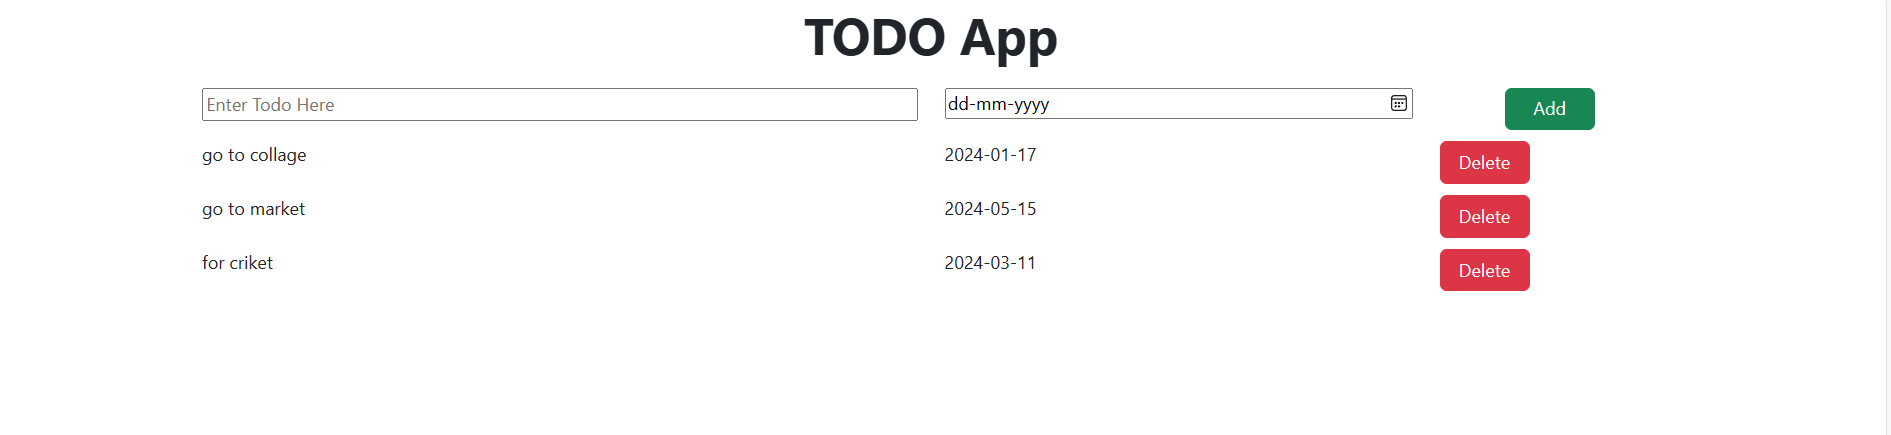 TODO App
Enter Todo Here dd-mm-yyyy Add
go to collage 2024-01-17 Delete
go to market 2024-05-15 Delete
for criket 2024-03-11 Delete